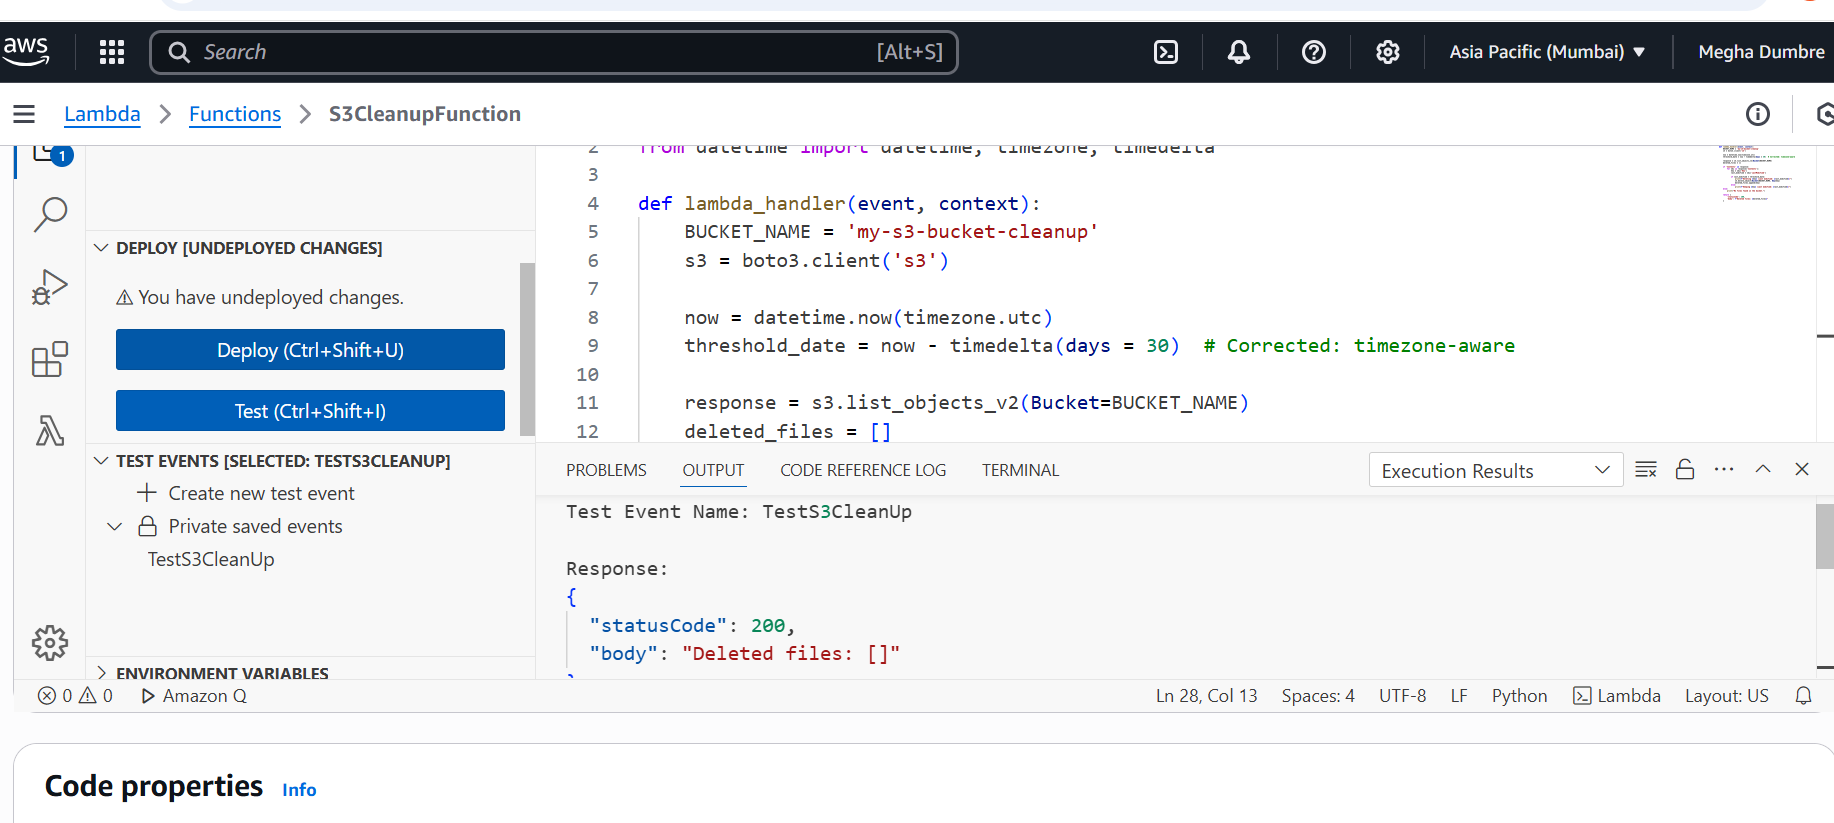 aws
Search [Alt+S]
Asia Pacific (Mumbai) ▼
Megha Dumbre
Lambda > Functions > S3CleanupFunction
1
DEPLOY [UNDEPLOYED CHANGES]
You have undeployed changes.
Deploy (Ctrl+Shift+U)
Test (Ctrl+Shift+I)
TEST EVENTS [SELECTED: TESTS3CLEANUP]
Create new test event
Private saved events
TestS3CleanUp
ENVIRONMENT VARIABLES
2 from datetime import datetime, timezone, timedelta
3
4 def lambda_handler(event, context):
5 BUCKET_NAME = 'my-s3-bucket-cleanup'
6 s3 = boto3.client('s3')
7
8 now = datetime.now(timezone.utc)
9 threshold_date = now - timedelta(days = 30) # Corrected: timezone-aware
10
11 response = s3.list_objects_v2(Bucket=BUCKET_NAME)
12 deleted_files = []
PROBLEMS OUTPUT CODE REFERENCE LOG TERMINAL
Execution Results
Test Event Name: TestS3CleanUp
Response:
{
"statusCode": 200,
"body": "Deleted files: []"
0 0 Amazon Q
Ln 28, Col 13 Spaces: 4 UTF-8 LF Python Lambda Layout: US
Code properties Info